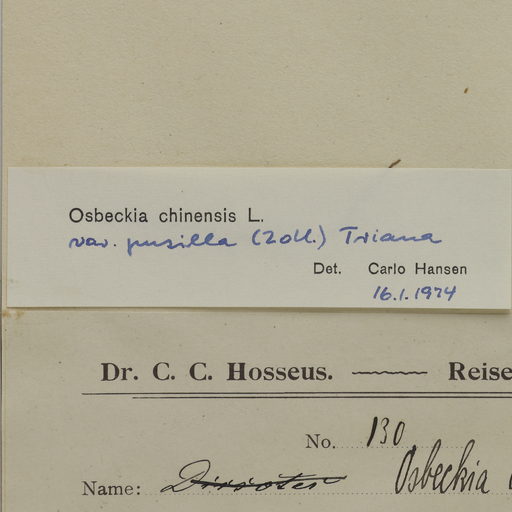 Osbeckia chinensis L.
var. pusilla (Zoll.) Triana
Det. Carlo Hansen
16.1.1974
Dr. C. C. Hosseus. Reise
No. 130
Name: Osbeckia